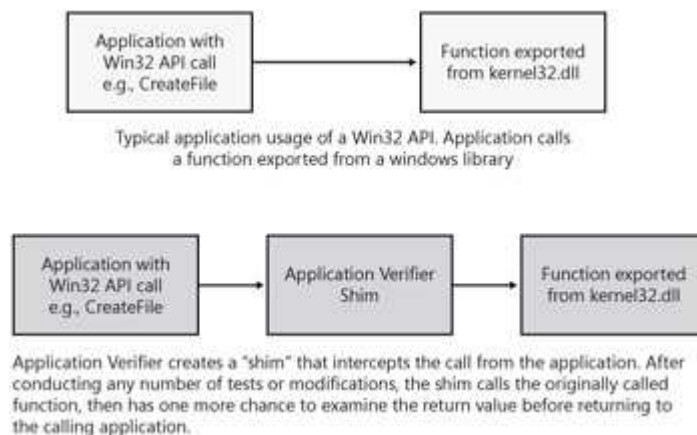 Application with
Win32 API call
e.g., CreateFile
Function exported
from kernel32.dll
Typical application usage of a Win32 API. Application calls
a function exported from a windows library
Application with
Win32 API call
e.g., CreateFile
Application Verifier
Shim
Function exported
from kernel32.dll
Application Verifier creates a "shim" that intercepts the call from the application. After
conducting any number of tests or modifications, the shim calls the originally called
function, then has one more chance to examine the return value before returning to
the calling application.